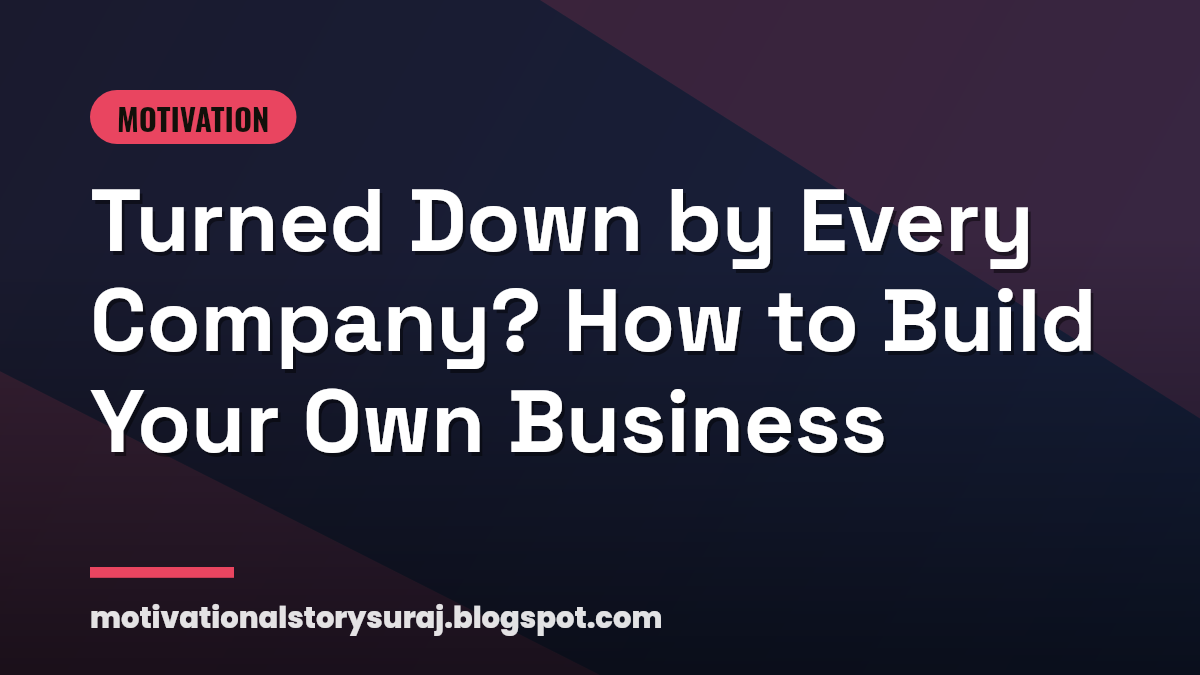 MOTIVATION
Turned Down by Every
Company? How to Build
Your Own Business
motivationalstorysuraj.blogspot.com